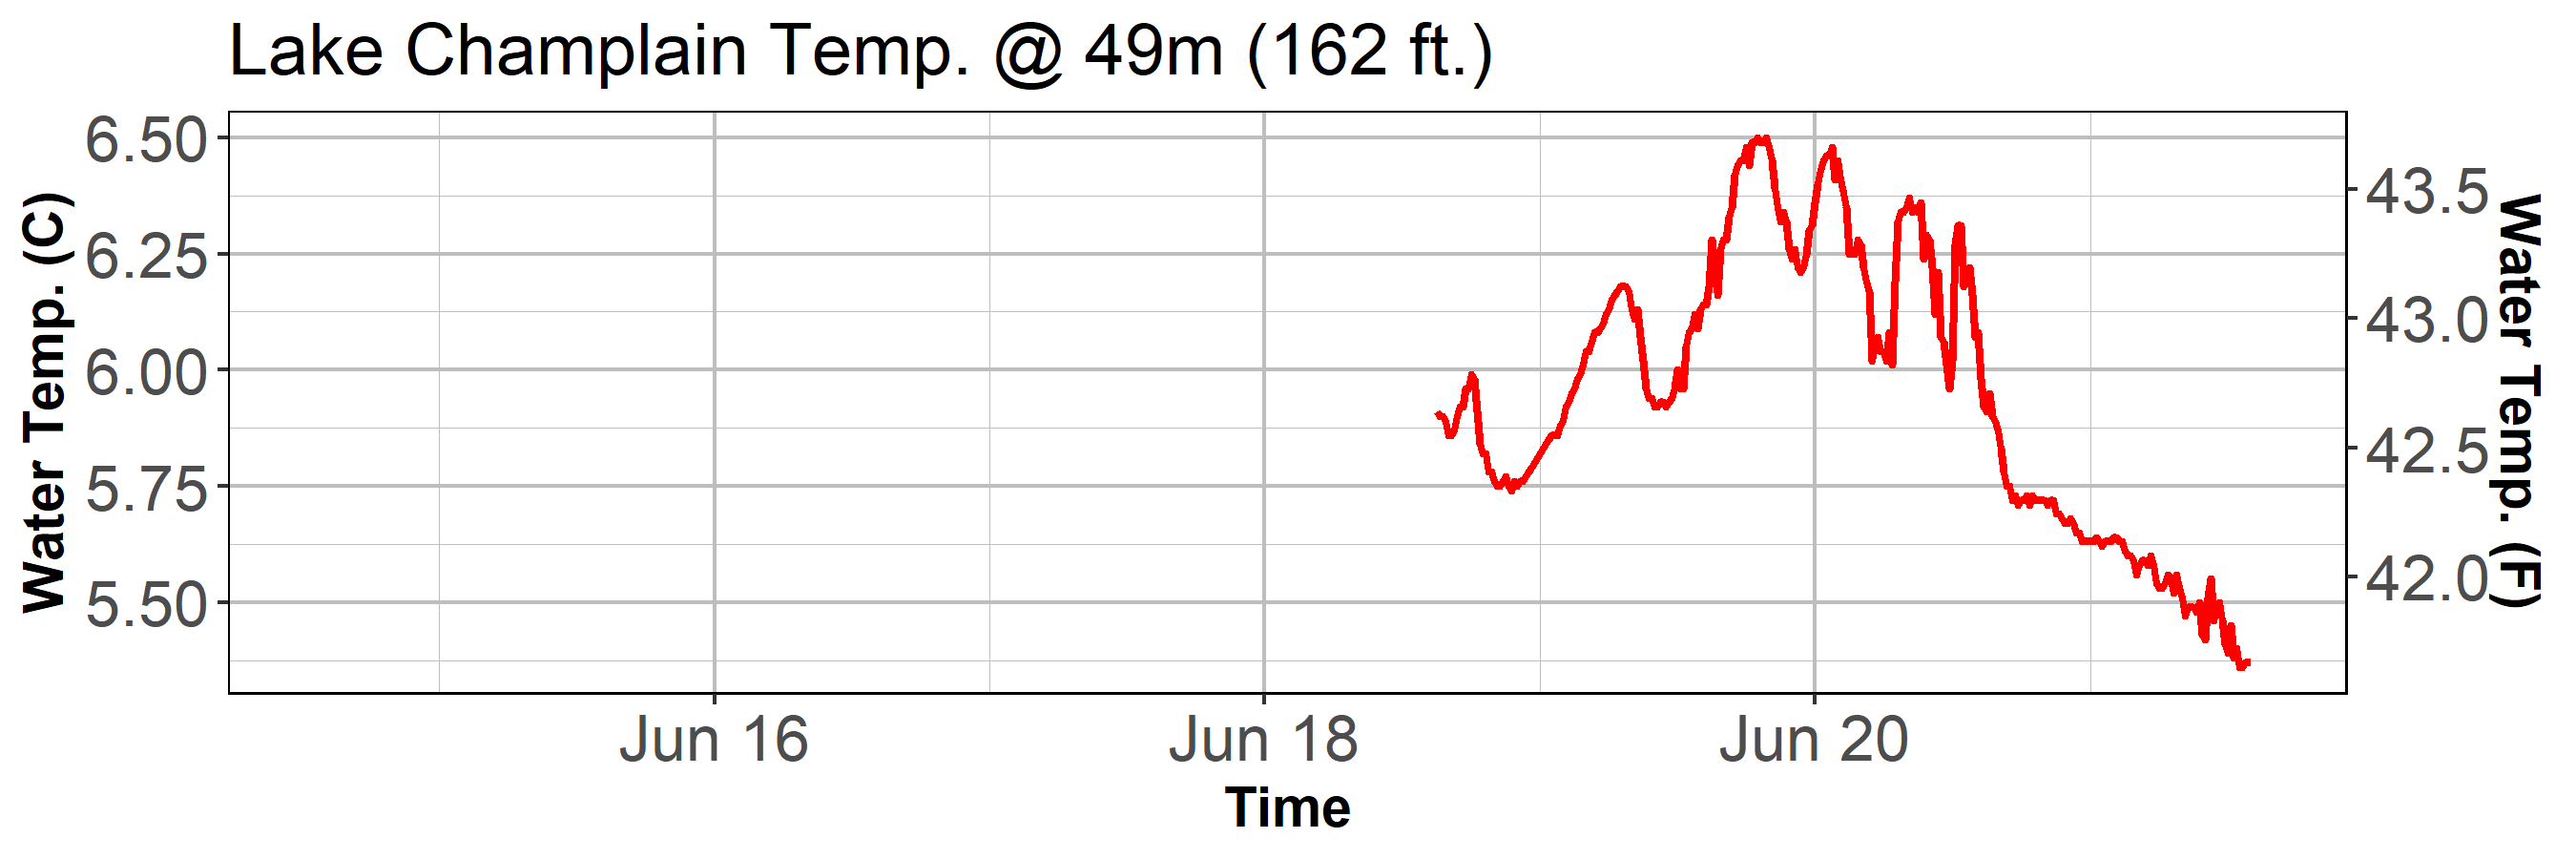 Lake Champlain Temp. @ 49m (162 ft.)
Water Temp. (C)
6.50
6.25
6.00
5.75
5.50
43.5
43.0
42.5
42.0
Water Temp. (F)
Jun 16
Jun 18
Jun 20
Time